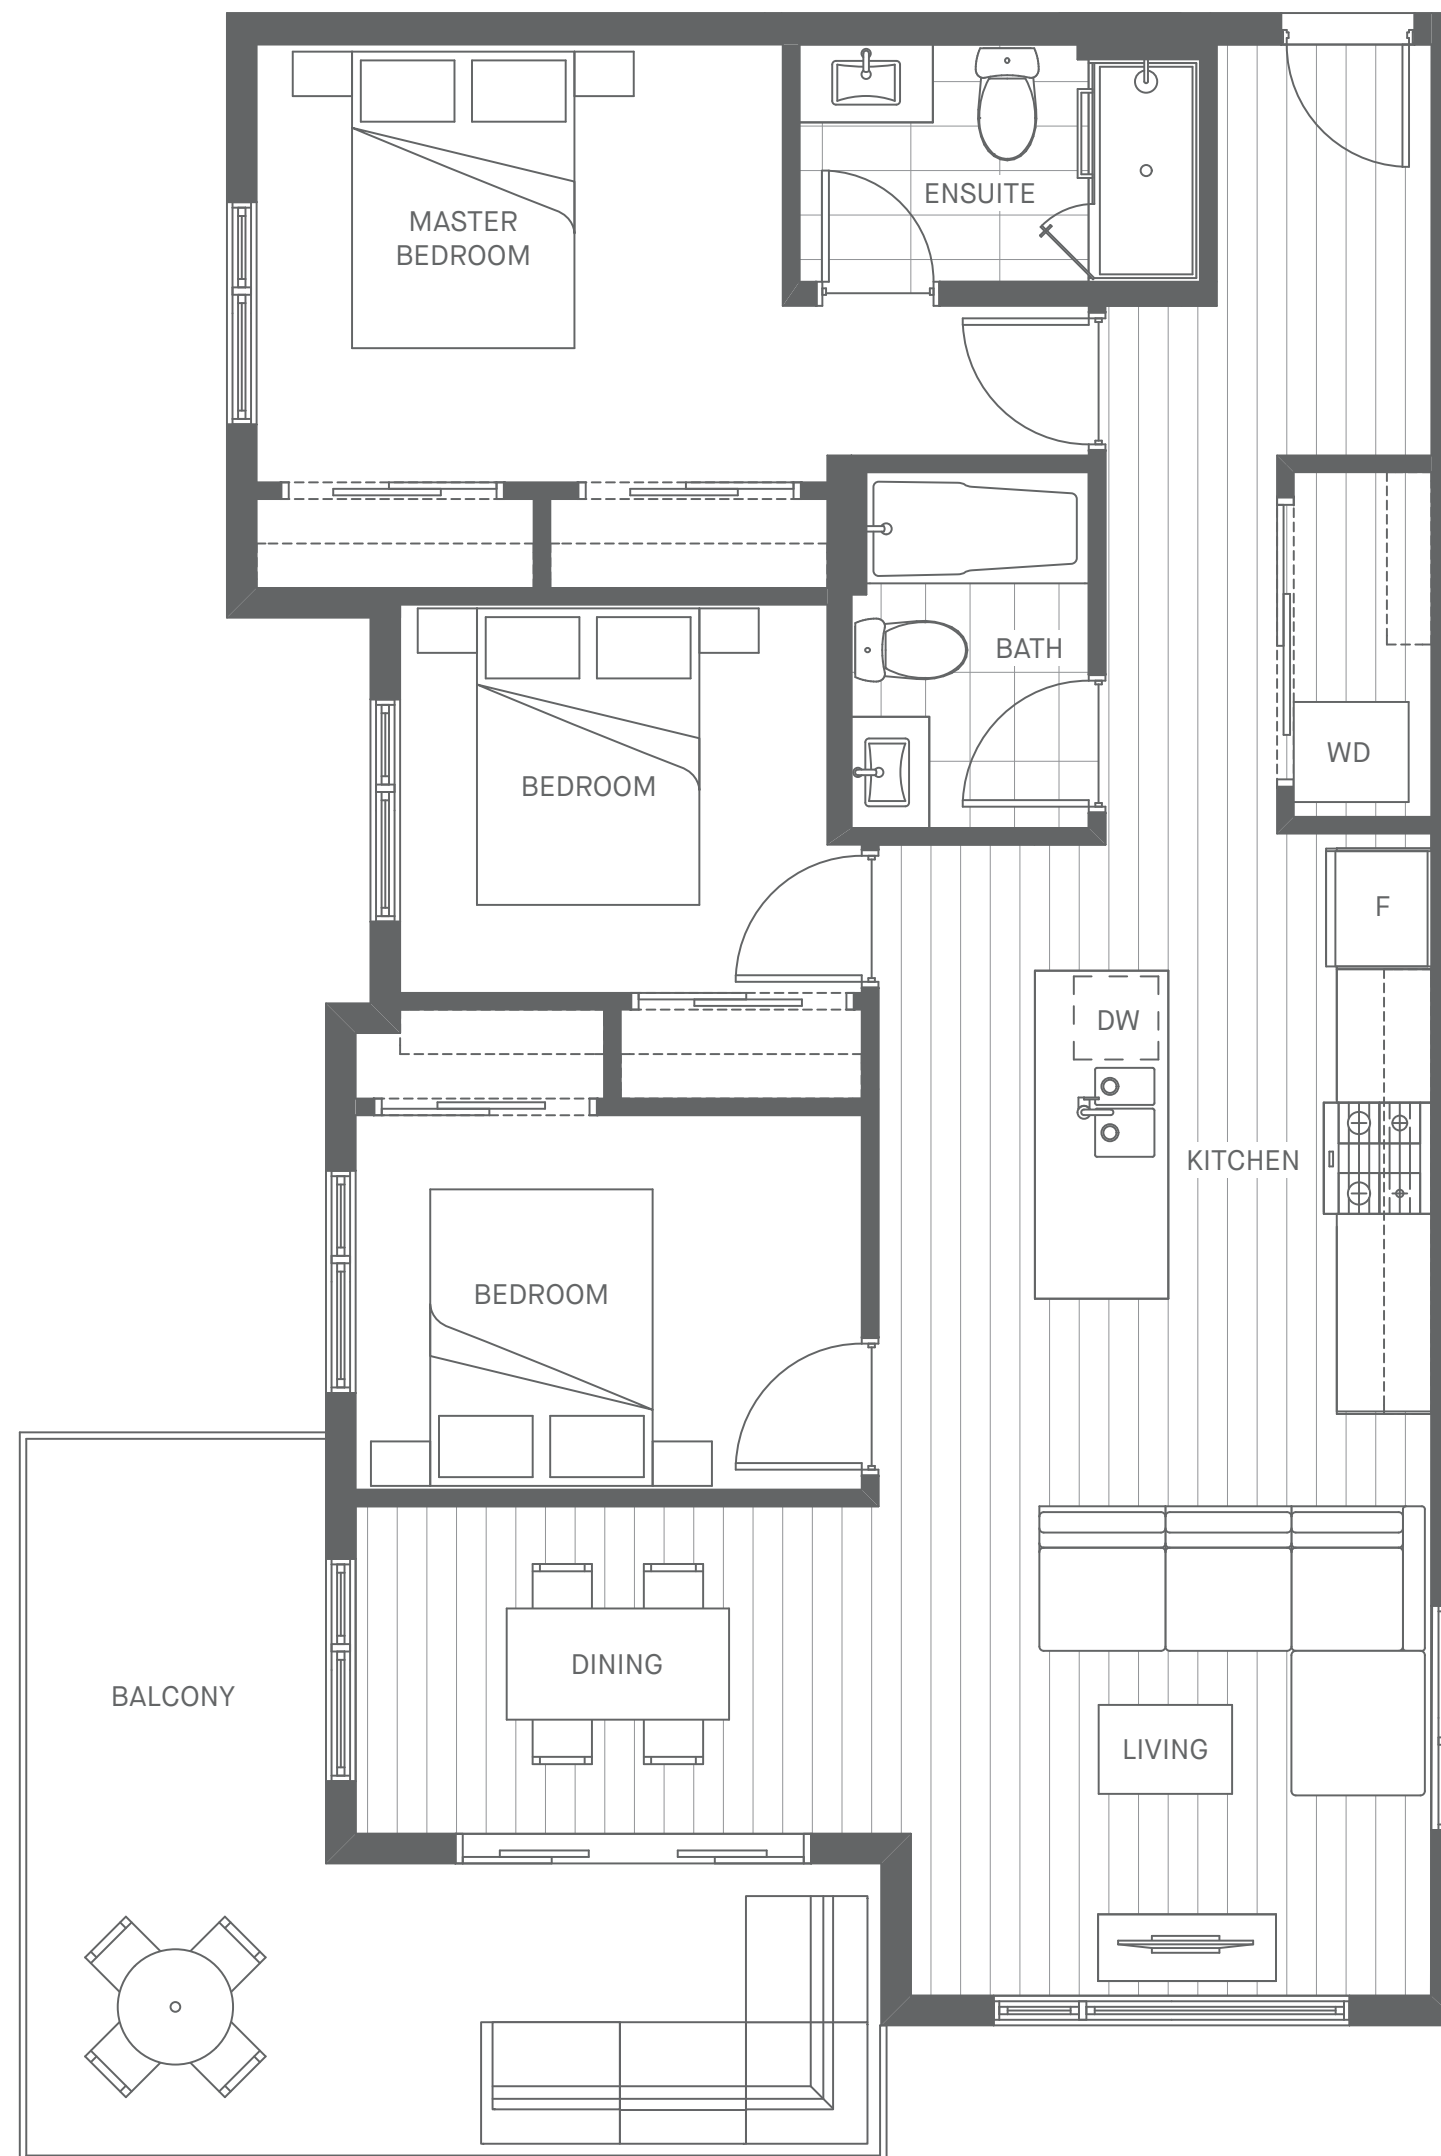 ENSUITE
MASTER
BEDROOM
BATH
WD
BEDROOM
F
DW
KITCHEN
BEDROOM
DINING
BALCONY
LIVING